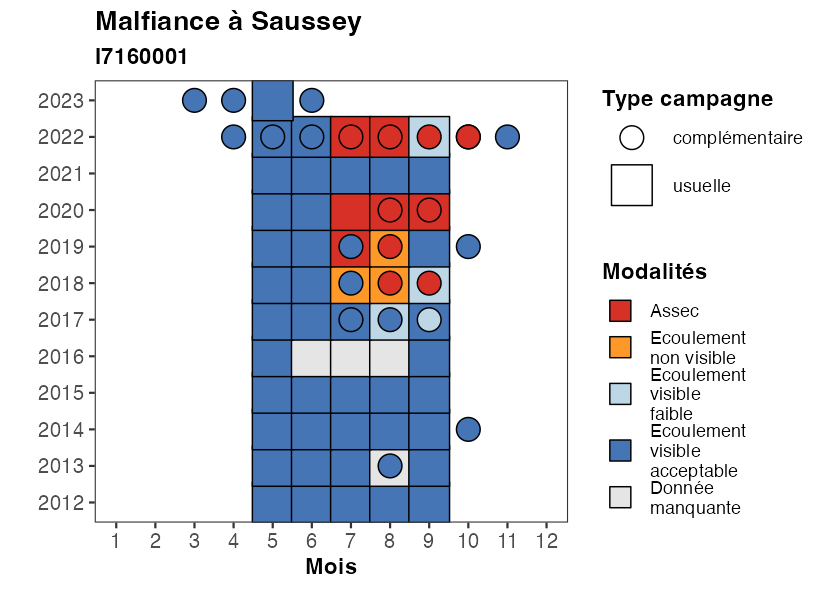 Malfiance à Saussey
I7160001
2023
2022
2021
2020
2019
2018
2017
2016
2015
2014
2013
2012
1 2 3 4 5 6 7 8 9 10 11 12
Mois
Type campagne
complémentaire
usuelle
Modalités
Assec
Ecoulement
non visible
Ecoulement
visible
faible
Ecoulement
visible
acceptable
Donnée
manquante